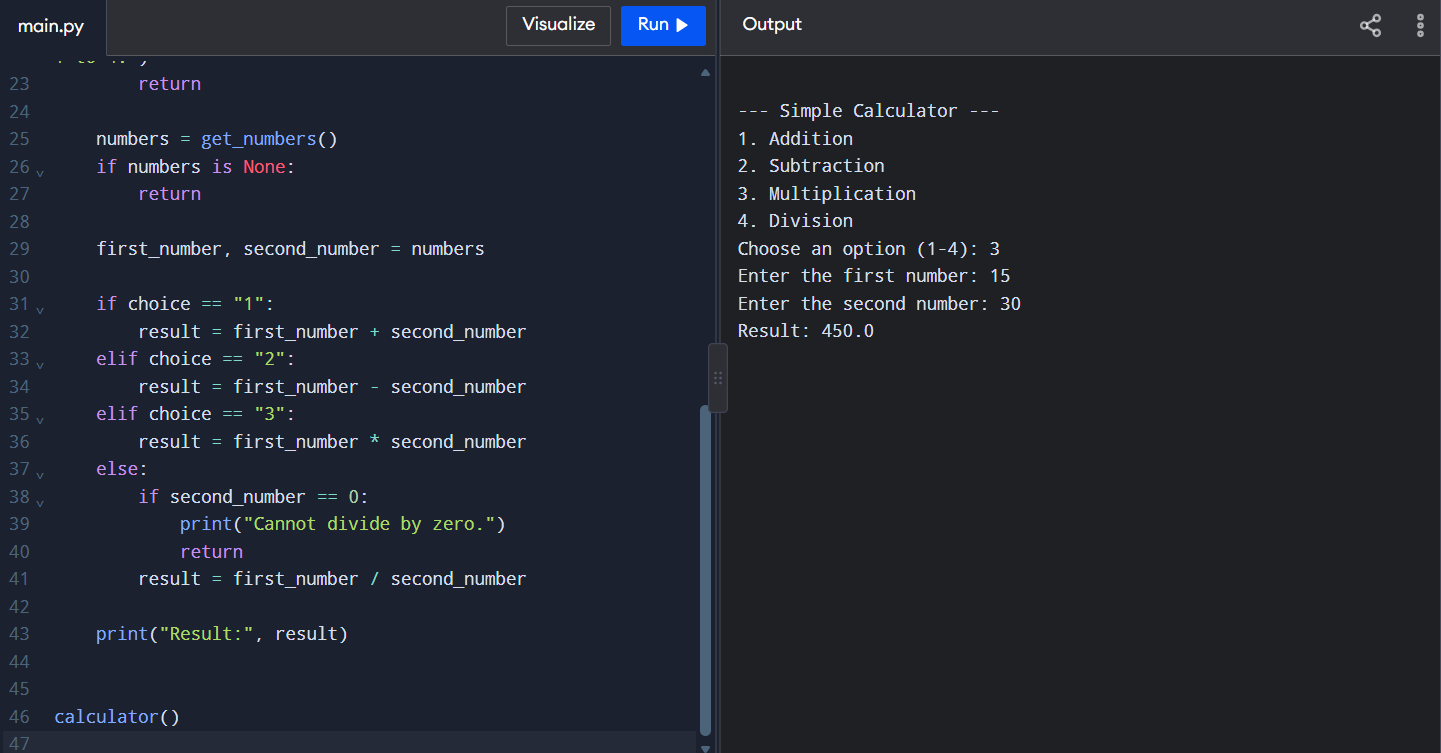 main.py
Visualize
Run
Output
23 return
24
25 numbers = get_numbers()
26 if numbers is None:
27 return
28
29 first_number, second_number = numbers
30
31 if choice == "1":
32 result = first_number + second_number
33 elif choice == "2":
34 result = first_number - second_number
35 elif choice == "3":
36 result = first_number * second_number
37 else:
38 if second_number == 0:
39 print("Cannot divide by zero.")
40 return
41 result = first_number / second_number
42
43 print("Result:", result)
44
45
46 calculator()
47
--- Simple Calculator ---
1. Addition
2. Subtraction
3. Multiplication
4. Division
Choose an option (1-4): 3
Enter the first number: 15
Enter the second number: 30
Result: 450.0